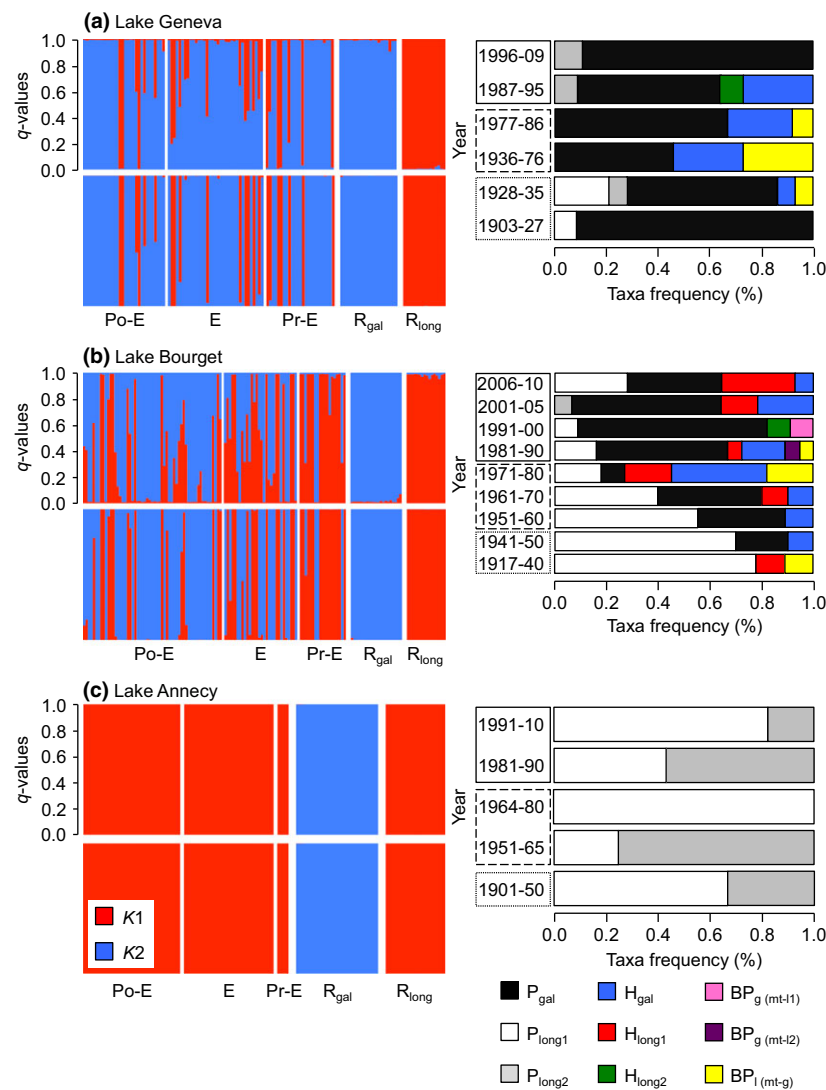 (a) Lake Geneva
q-values
1.0
0.8
0.6
0.4
0.2
0.0
Po-E E Pr-E Rgal Rlong
Year
1996-09
1987-95
1977-86
1936-76
1928-35
1903-27
0.0 0.2 0.4 0.6 0.8 1.0
Taxa frequency (%)
(b) Lake Bourget
q-values
1.0
0.8
0.6
0.4
0.2
0.0
Po-E E Pr-E Rgal Rlong
Year
2006-10
2001-05
1991-00
1981-90
1971-80
1961-70
1951-60
1941-50
1917-40
0.0 0.2 0.4 0.6 0.8 1.0
Taxa frequency (%)
(c) Lake Annecy
q-values
1.0
0.8
0.6
0.4
0.2
0.0
K1
K2
Po-E E Pr-E Rgal Rlong
Year
1991-10
1981-90
1964-80
1951-65
1901-50
0.0 0.2 0.4 0.6 0.8 1.0
Taxa frequency (%)
Pgal Hgal BPg (mt-l1)
Plong1 Hlong1 BPg (mt-l2)
Plong2 Hlong2 BPl (mt-g)